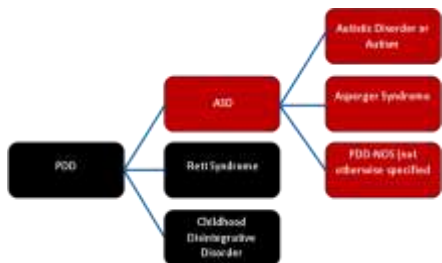 Autistic Disorder or
Autism
ASD
Asperger Syndrome
PDD
Rett Syndrome
PDD-NOS (not
otherwise specified
Childhood
Disintegrative
Disorder